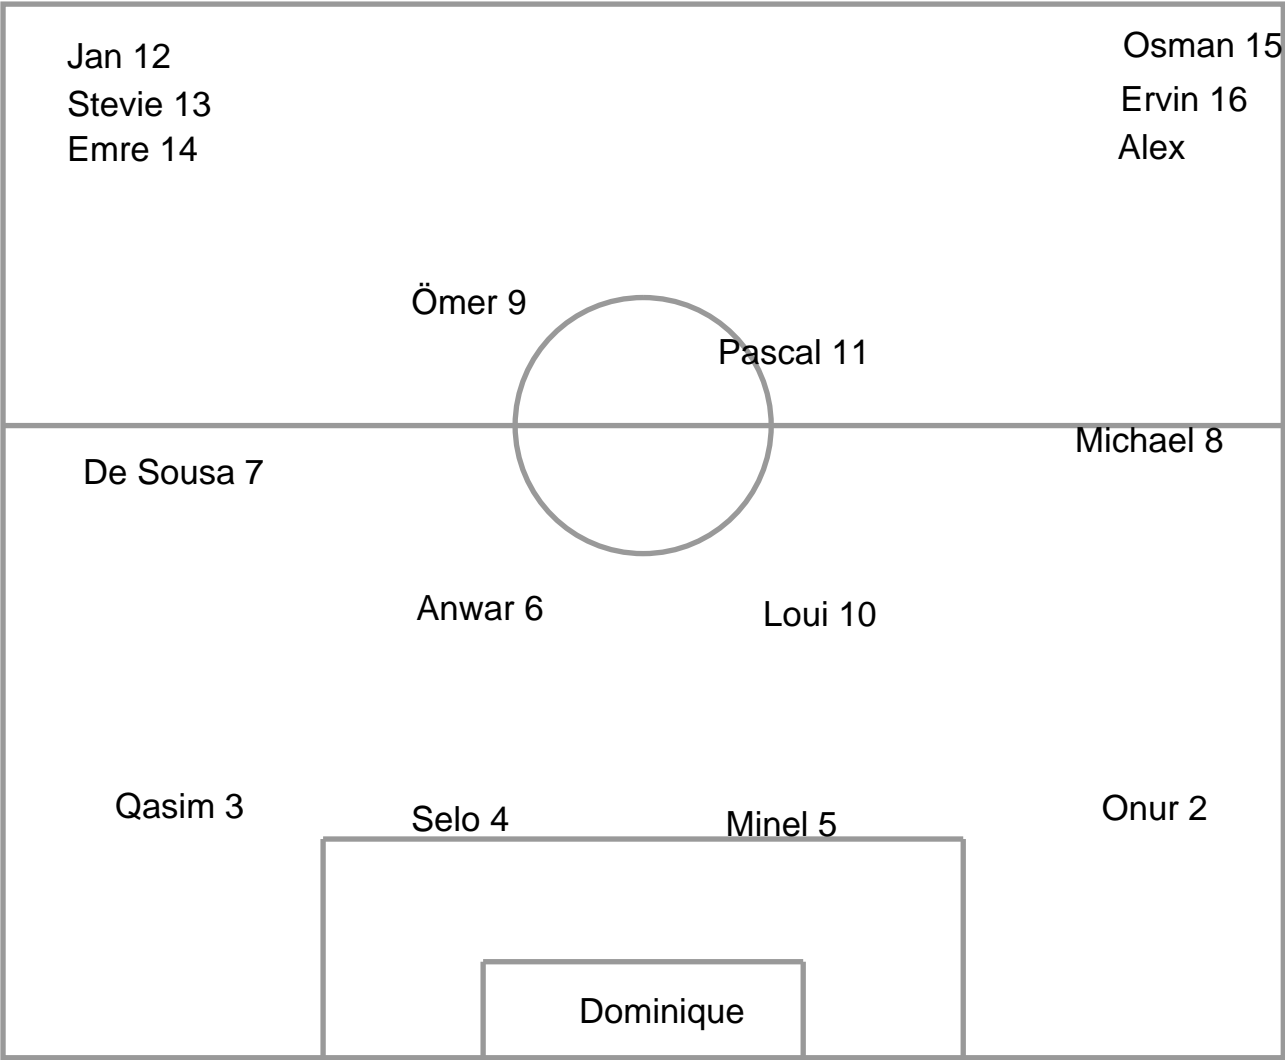 Jan 12
Osman 15
Stevie 13
Ervin 16
Emre 14
Alex
Ömer 9
Pascal 11
Michael 8
De Sousa 7
Anwar 6
Loui 10
Qasim 3
Selo 4
Minel 5
Onur 2
Dominique